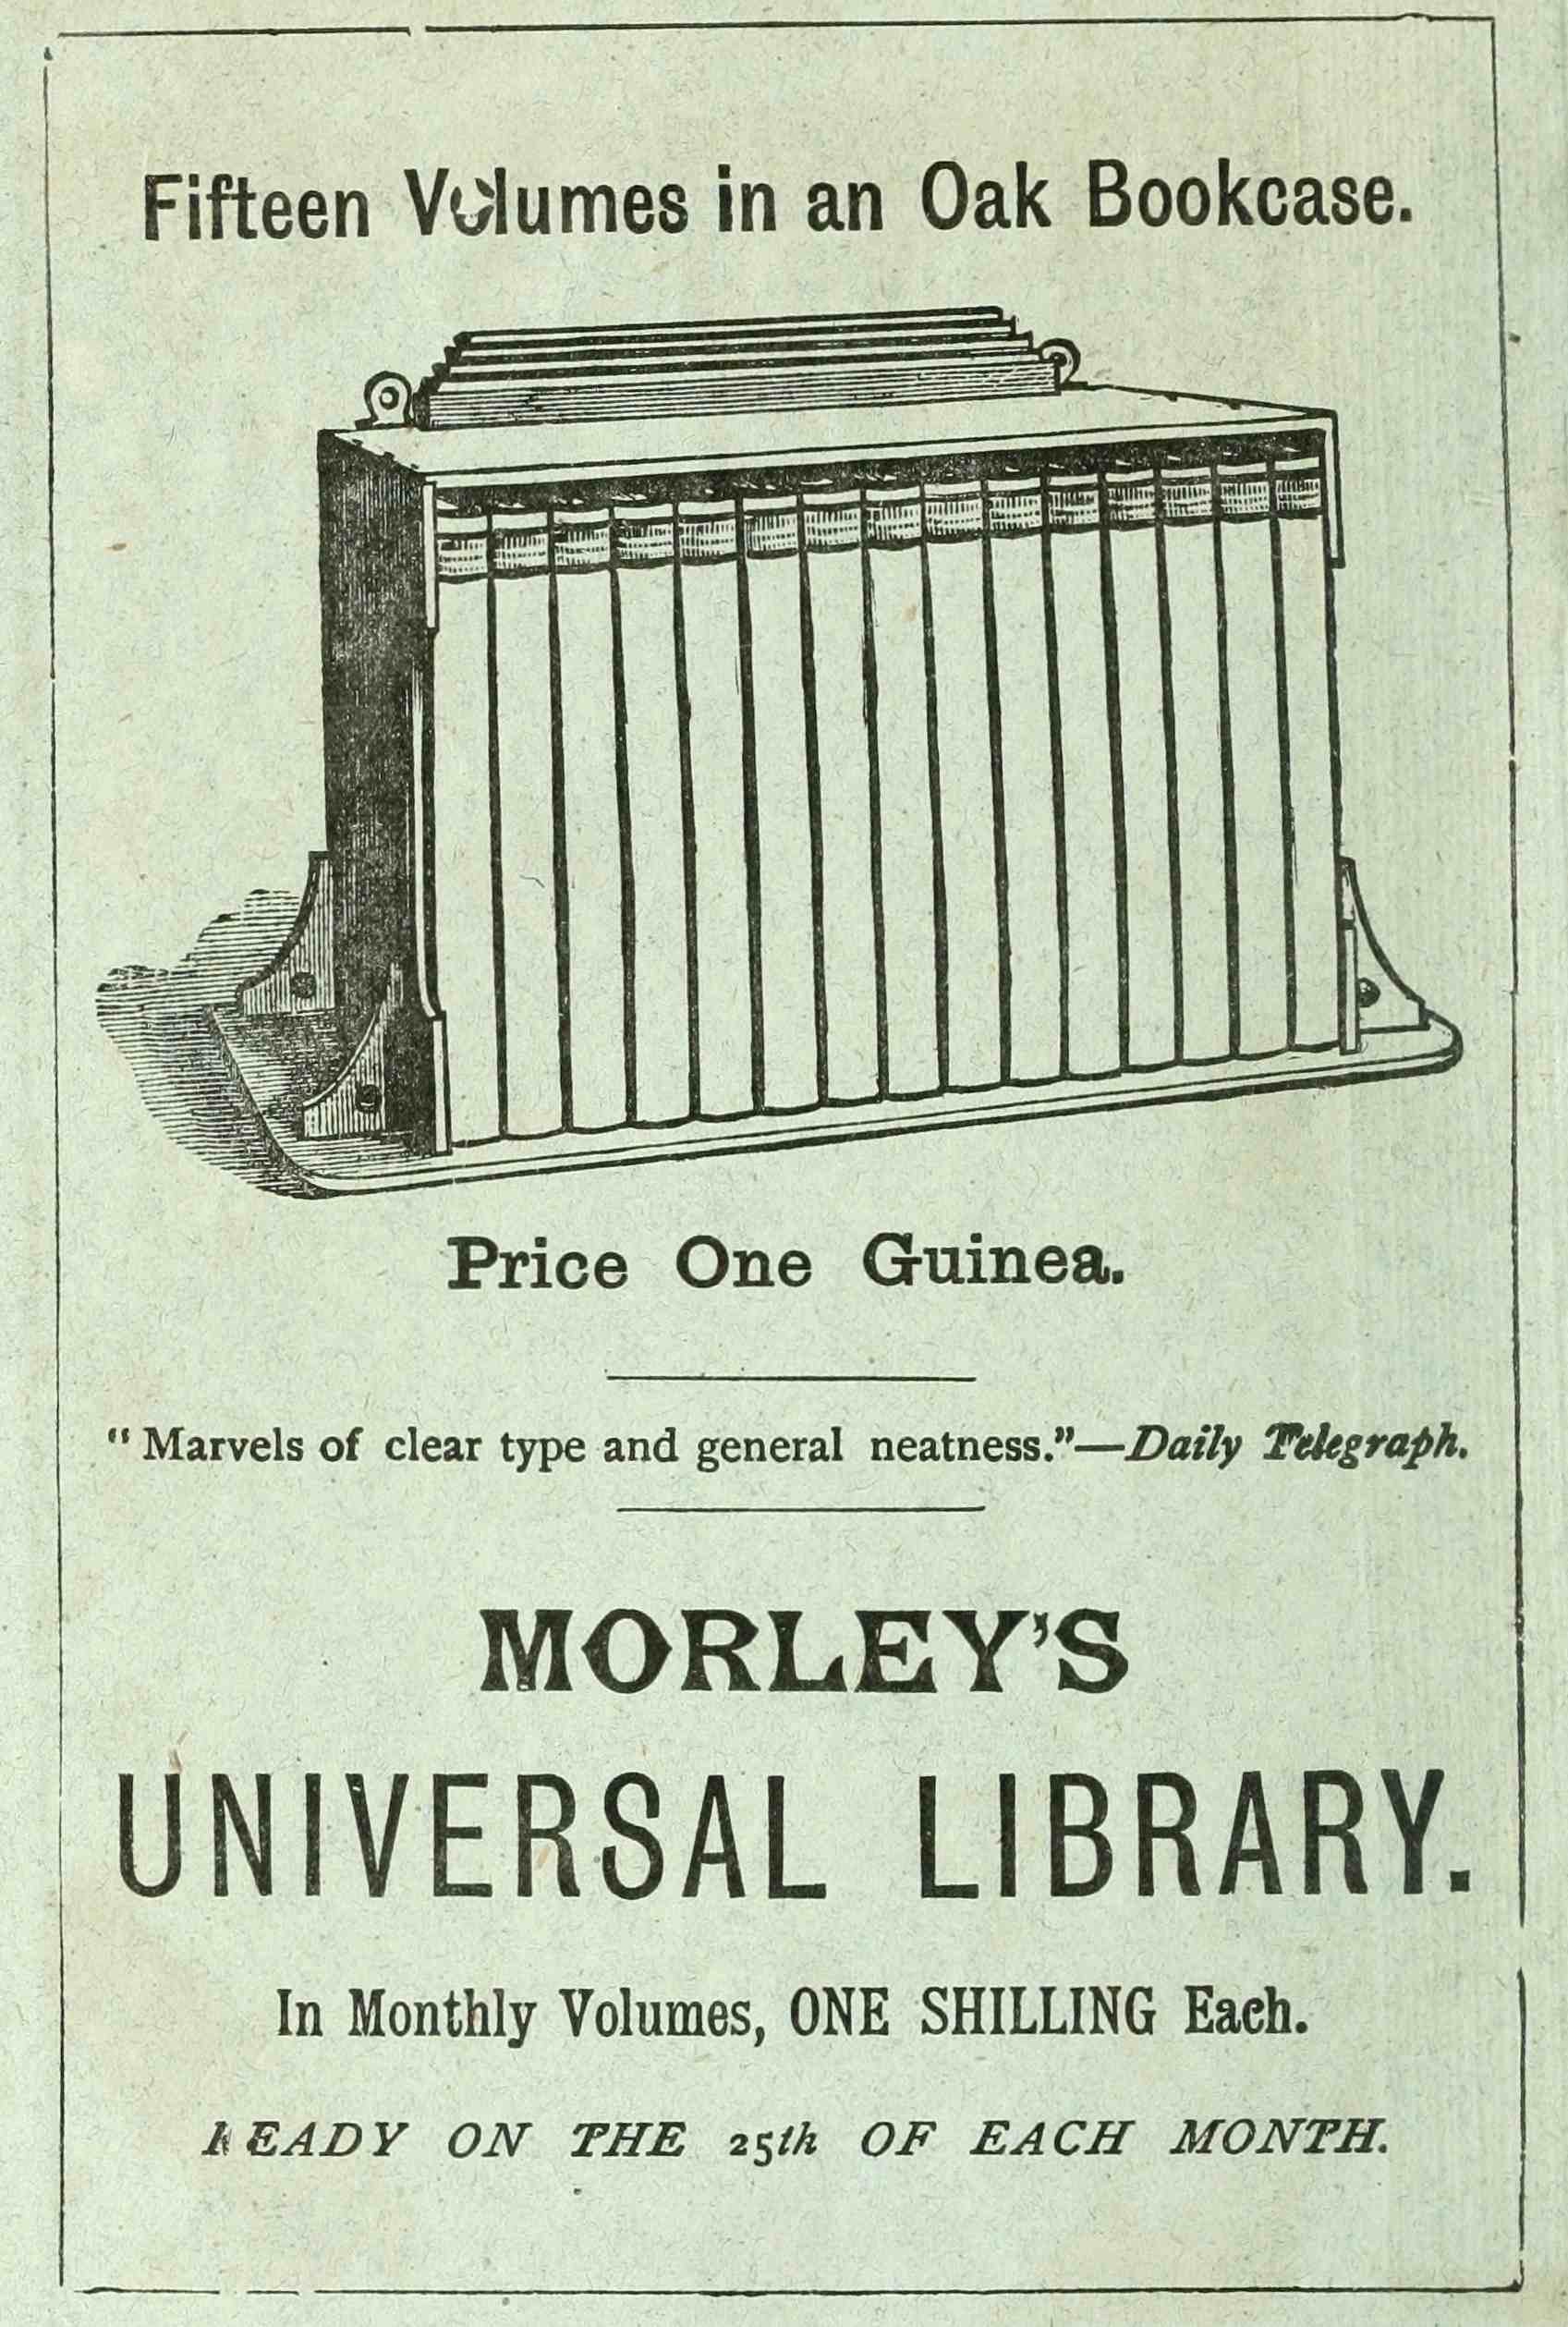 Fifteen Volumes in an Oak Bookcase.
Price One Guinea.
"Marvels of clear type and general neatness."—Daily Telegraph.
MORLEY'S
UNIVERSAL LIBRARY.
In Monthly Volumes, ONE SHILLING Each.
READY ON THE 25th OF EACH MONTH.